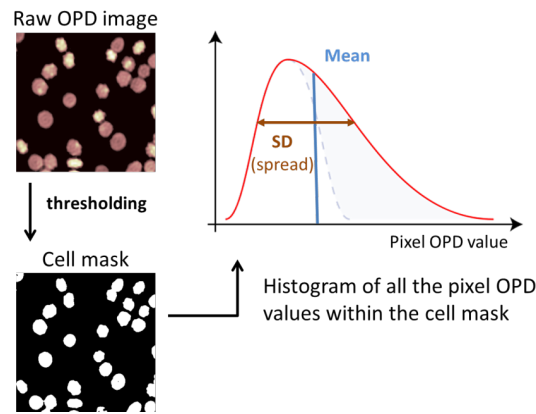 Raw OPD image
thresholding
Cell mask
Mean
SD
(spread)
Pixel OPD value
Histogram of all the pixel OPD
values within the cell mask